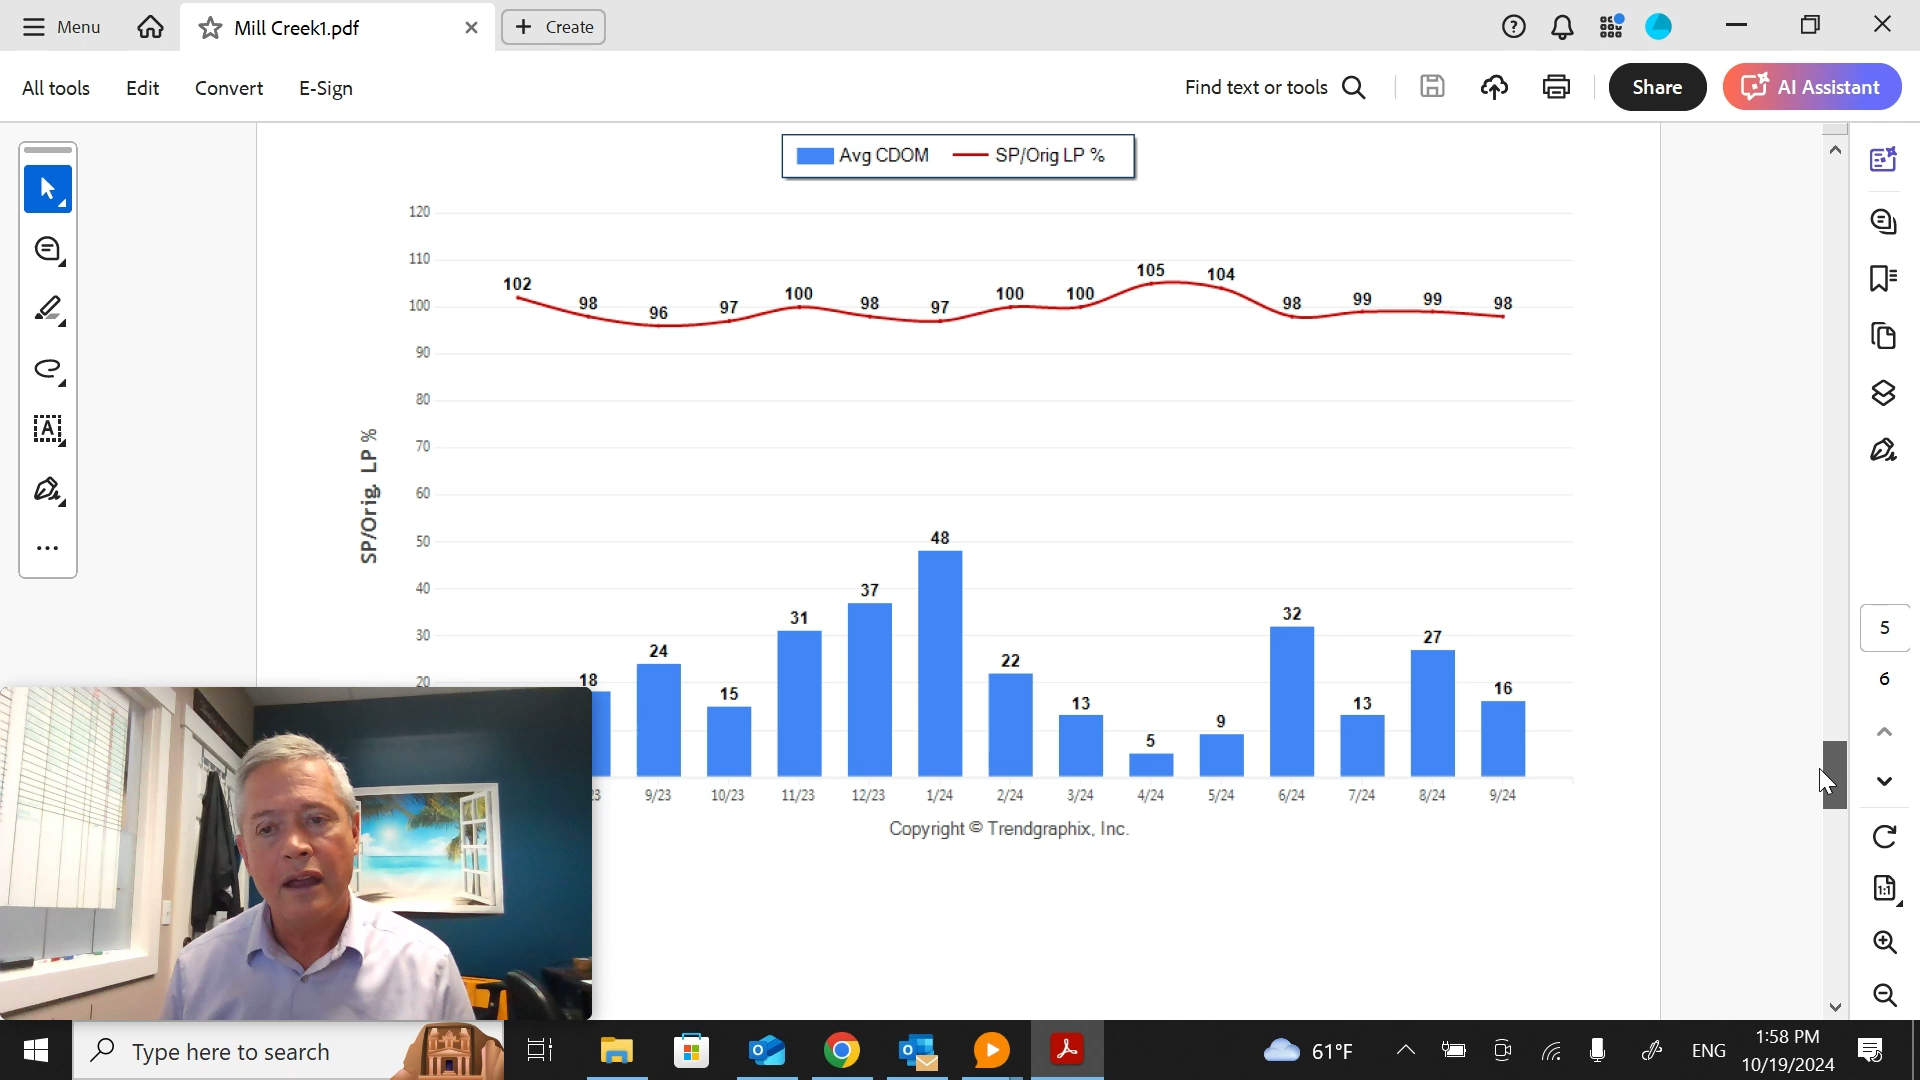 Menu
Mill Creek1.pdf
Create
All tools
Edit
Convert
E-Sign
Find text or tools
Share
AI Assistant
Avg CDOM
SP/Orig LP %
120
110
100
90
80
70
60
50
40
30
20
SP/Orig. LP %
102 98 96 97 100 98 97 100 100 105 104 98 99 99 98
18 24 15 31 37 48 22 13 5 9 32 13 27 16
23 9/23 10/23 11/23 12/23 1/24 2/24 3/24 4/24 5/24 6/24 7/24 8/24 9/24
Copyright © Trendgraphix, Inc.
5
6
1:1
Type here to search
61°F
ENG
1:58 PM
10/19/2024